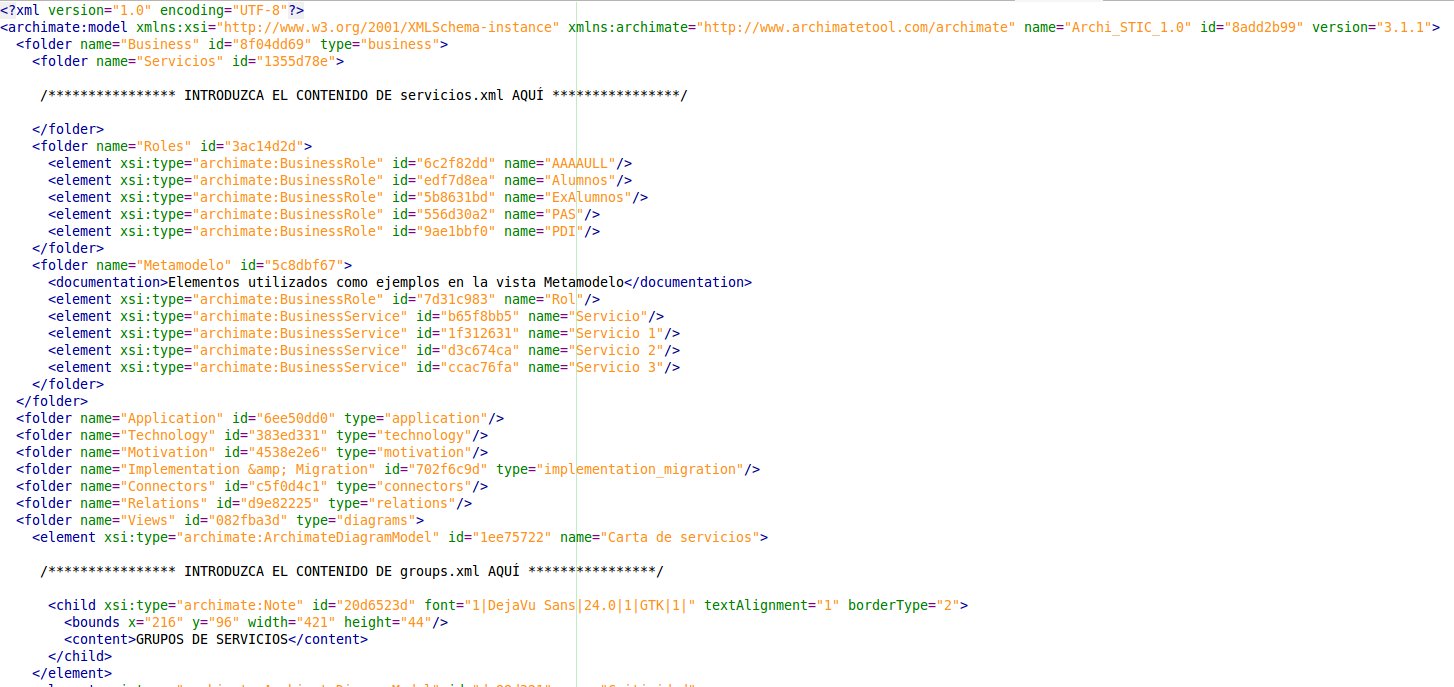 <?xml version="1.0" encoding="UTF-8"?>
<archimate:model xmlns:xsi="http://www.w3.org/2001/XMLSchema-instance" xmlns:archimate="http://www.archimatetool.com/archimate" name="Archi_STIC_1.0" id="8add2b99" version="3.1.1">
<folder name="Business" id="8f04dd69" type="business">
<folder name="Servicios" id="1355d78e">
/**************** INTRODUZCA EL CONTENIDO DE servicios.xml AQUÍ ****************/
</folder>
<folder name="Roles" id="3ac14d2d">
<element xsi:type="archimate:BusinessRole" id="6c2f82dd" name="AAAAULL"/>
<element xsi:type="archimate:BusinessRole" id="edf7d8ea" name="Alumnos"/>
<element xsi:type="archimate:BusinessRole" id="5b8631bd" name="ExAlumnos"/>
<element xsi:type="archimate:BusinessRole" id="556d30a2" name="PAS"/>
<element xsi:type="archimate:BusinessRole" id="9ae1bbf0" name="PDI"/>
</folder>
<folder name="Metamodelo" id="5c8dbf67">
<documentation>Elementos utilizados como ejemplos en la vista Metamodelo</documentation>
<element xsi:type="archimate:BusinessRole" id="7d31c983" name="Rol"/>
<element xsi:type="archimate:BusinessService" id="b65f8bb5" name="Servicio"/>
<element xsi:type="archimate:BusinessService" id="1f312631" name="Servicio 1"/>
<element xsi:type="archimate:BusinessService" id="d3c674ca" name="Servicio 2"/>
<element xsi:type="archimate:BusinessService" id="ccac76fa" name="Servicio 3"/>
</folder>
</folder>
<folder name="Application" id="6ee50dd0" type="application"/>
<folder name="Technology" id="383ed331" type="technology"/>
<folder name="Motivation" id="4538e2e6" type="motivation"/>
<folder name="Implementation &amp; Migration" id="702f6c9d" type="implementation_migration"/>
<folder name="Connectors" id="c5f0d4c1" type="connectors"/>
<folder name="Relations" id="d9e82225" type="relations"/>
<folder name="Views" id="082fba3d" type="diagrams">
<element xsi:type="archimate:ArchimateDiagramModel" id="1ee75722" name="Carta de servicios">
/**************** INTRODUZCA EL CONTENIDO DE groups.xml AQUÍ ****************/
<child xsi:type="archimate:Note" id="20d6523d" font="1|DejaVu Sans|24.0|1|GTK|1|" textAlignment="1" borderType="2">
<bounds x="216" y="96" width="421" height="44"/>
<content>GRUPOS DE SERVICIOS</content>
</child>
</element>